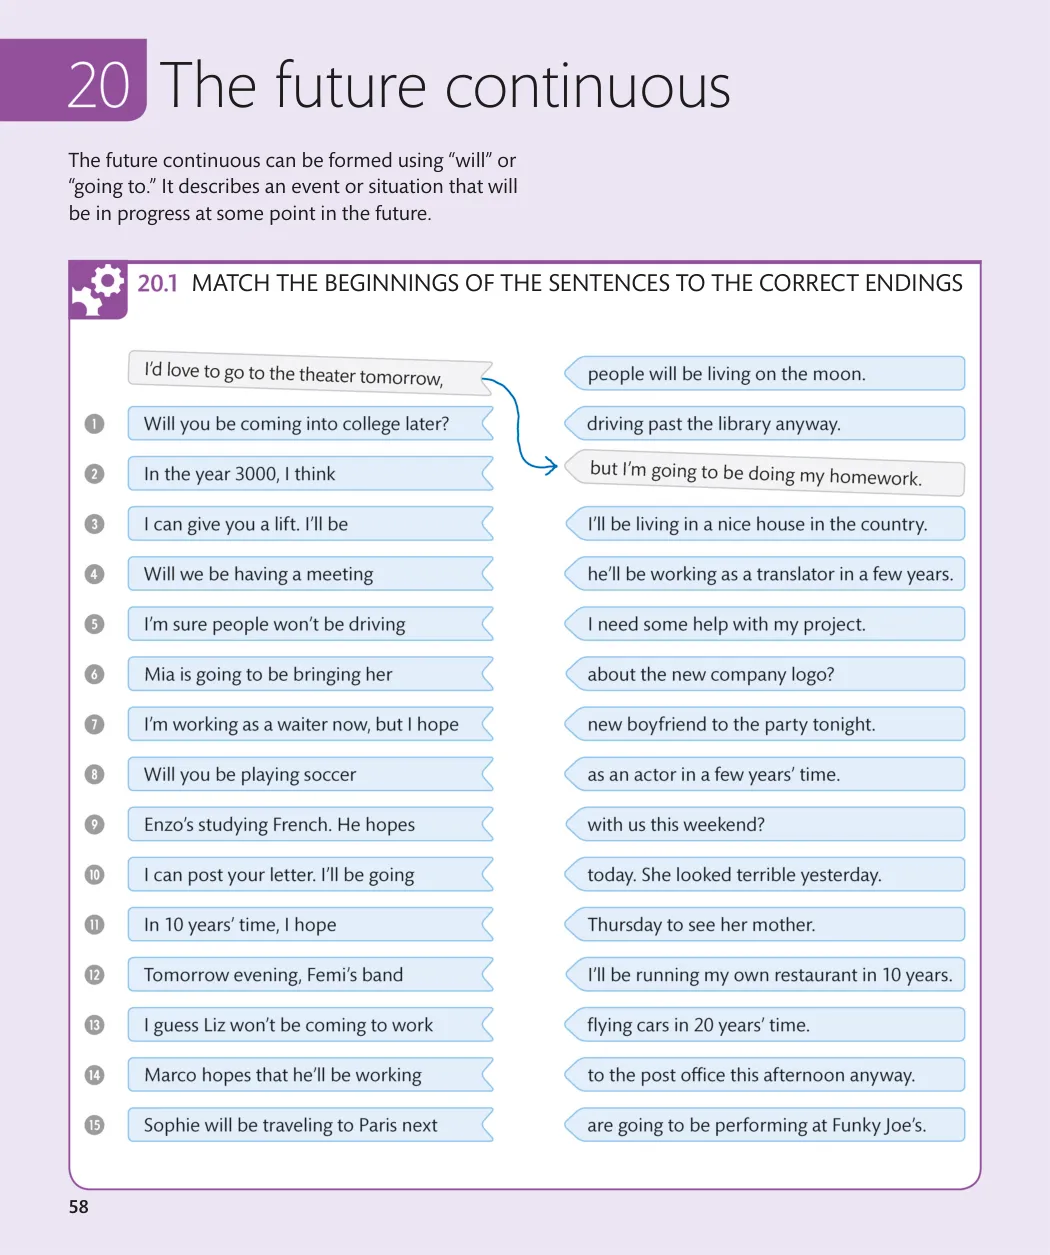 20 The future continuous
The future continuous can be formed using “will” or
“going to.” It describes an event or situation that will
be in progress at some point in the future.
20.1 MATCH THE BEGINNINGS OF THE SENTENCES TO THE CORRECT ENDINGS
I’d love to go to the theater tomorrow,
people will be living on the moon.
1 Will you be coming into college later?
driving past the library anyway.
2 In the year 3000, I think
but I’m going to be doing my homework.
3 I can give you a lift. I’ll be
I’ll be living in a nice house in the country.
4 Will we be having a meeting
he’ll be working as a translator in a few years.
5 I’m sure people won’t be driving
I need some help with my project.
6 Mia is going to be bringing her
about the new company logo?
7 I’m working as a waiter now, but I hope
new boyfriend to the party tonight.
8 Will you be playing soccer
as an actor in a few years’ time.
9 Enzo’s studying French. He hopes
with us this weekend?
10 I can post your letter. I’ll be going
today. She looked terrible yesterday.
11 In 10 years’ time, I hope
Thursday to see her mother.
12 Tomorrow evening, Femi’s band
I’ll be running my own restaurant in 10 years.
13 I guess Liz won’t be coming to work
flying cars in 20 years’ time.
14 Marco hopes that he’ll be working
to the post office this afternoon anyway.
15 Sophie will be traveling to Paris next
are going to be performing at Funky Joe’s.
58